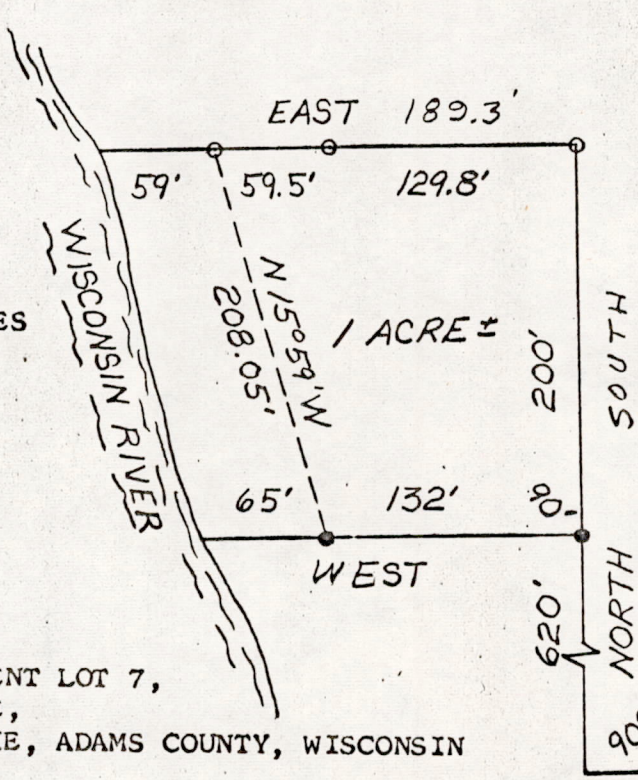 EAST 189.3'
59' 59.5' 129.8'
WISCONSIN RIVER
N 15°59' W
208.05'
1 ACRE ±
200'
SOUTH
ES
65' 132' 90°
WEST
620'
NORTH
ENT LOT 7,
E, ADAMS COUNTY, WISCONSIN